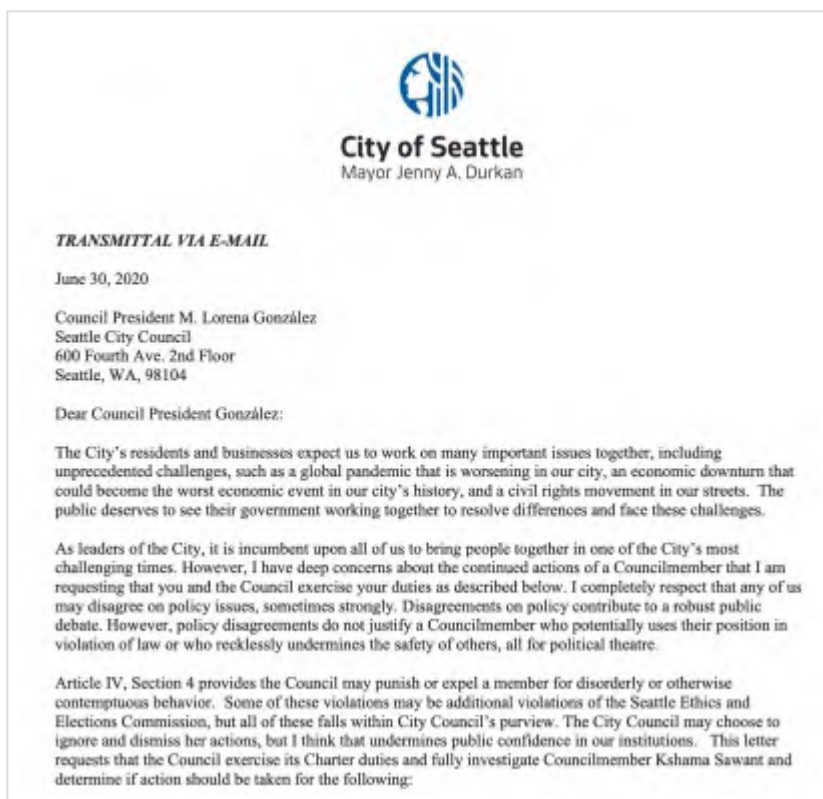 City of Seattle
Mayor Jenny A. Durkan
TRANSMITTAL VIA E-MAIL
June 30, 2020
Council President M. Lorena González
Seattle City Council
600 Fourth Ave. 2nd Floor
Seattle, WA, 98104
Dear Council President González:
The City's residents and businesses expect us to work on many important issues together, including
unprecedented challenges, such as a global pandemic that is worsening in our city, an economic downturn that
could become the worst economic event in our city's history, and a civil rights movement in our streets. The
public deserves to see their government working together to resolve differences and face these challenges.
As leaders of the City, it is incumbent upon all of us to bring people together in one of the City's most
challenging times. However, I have deep concerns about the continued actions of a Councilmember that I am
requesting that you and the Council exercise your duties as described below. I completely respect that any of us
may disagree on policy issues, sometimes strongly. Disagreements on policy contribute to a robust public
debate. However, policy disagreements do not justify a Councilmember who potentially uses their position in
violation of law or who recklessly undermines the safety of others, all for political theatre.
Article IV, Section 4 provides the Council may punish or expel a member for disorderly or otherwise
contemptuous behavior. Some of these violations may be additional violations of the Seattle Ethics and
Elections Commission, but all of these falls within City Council's purview. The City Council may choose to
ignore and dismiss her actions, but I think that undermines public confidence in our institutions. This letter
requests that the Council exercise its Charter duties and fully investigate Councilmember Kshama Sawant and
determine if action should be taken for the following: